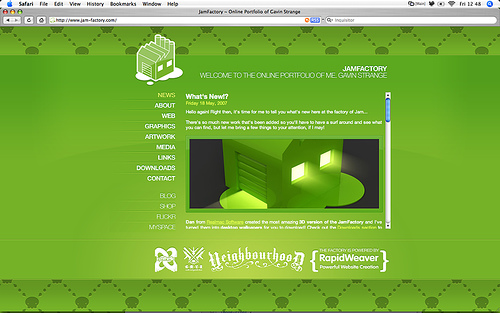 Safari File Edit View History Bookmarks Window Help
Fri 12 48
JamFactory – Online Portfolio of Gavin Strange
http://www.jam-factory.com/
RSS
Inquisitor
JAMFACTORY
WELCOME TO THE ONLINE PORTFOLIO OF ME, GAVIN STRANGE
NEWS
ABOUT
WEB
GRAPHICS
ARTWORK
MEDIA
LINKS
DOWNLOADS
CONTACT
BLOG
SHOP
FLICKR
MYSPACE
What's New!?
Friday 18 May, 2007
Hello again! Right then, it's time for me to tell you what's new here at the factory of Jam...
There's so much new work that's been added so you'll have to have a surf around and see what
you can find, but let me bring a few things to your attention, if I may!
Dan from Realmac Software created the most amazing 3D version of the JamFactory and I've
turned them into desktop wallpapers for you to download! Check out the Downloads section to
Neighbourhood
THE FACTORY IS POWERED BY
RapidWeaver
Powerful Website Creation